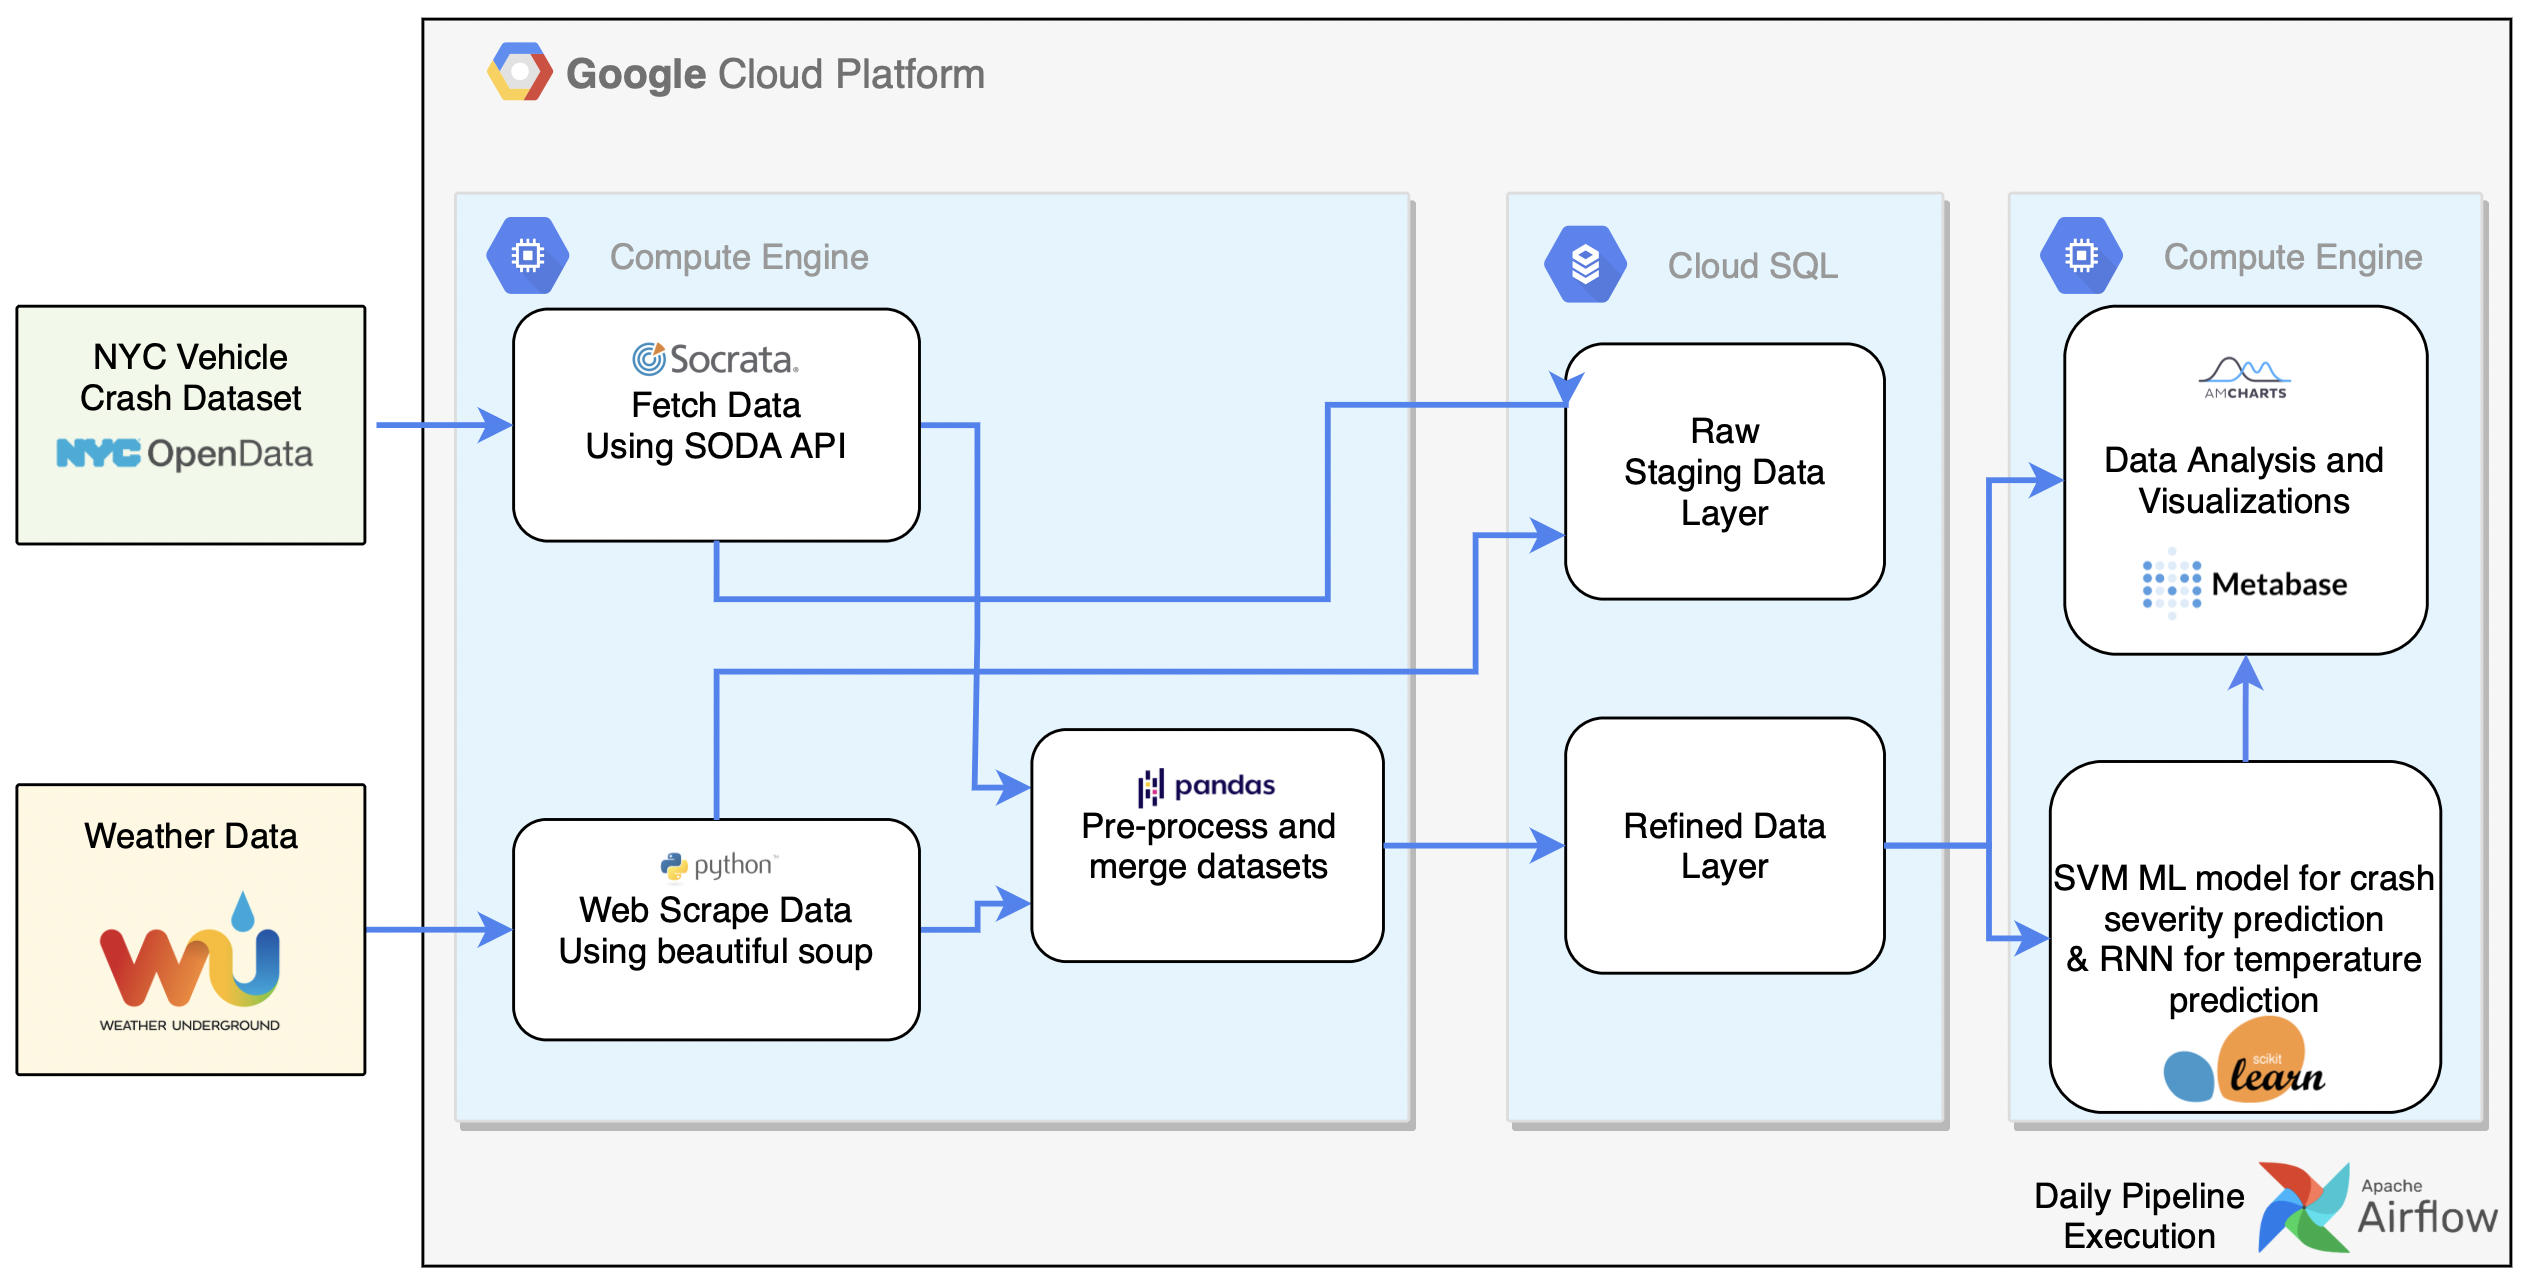 Google Cloud Platform
Compute Engine
Cloud SQL
Compute Engine
NYC Vehicle
Crash Dataset
NYC OpenData
Socrata
Fetch Data
Using SODA API
Raw
Staging Data
Layer
AMCHARTS
Data Analysis and
Visualizations
Metabase
Weather Data
WU
WEATHER UNDERGROUND
python™
Web Scrape Data
Using beautiful soup
pandas
Pre-process and
merge datasets
Refined Data
Layer
SVM ML model for crash
severity prediction
& RNN for temperature
prediction
scikit
learn
Daily Pipeline
Execution
Apache
Airflow